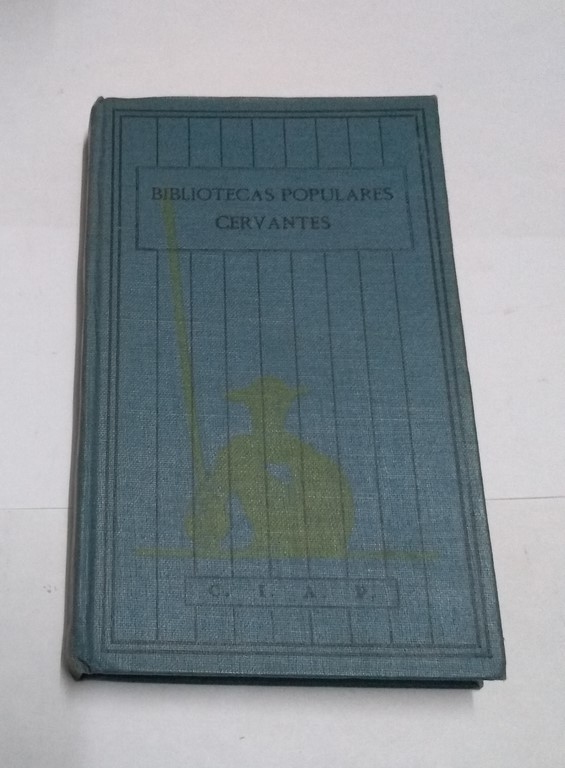 BIBLIOTECAS POPULARES
CERVANTES
C. I. A. P.